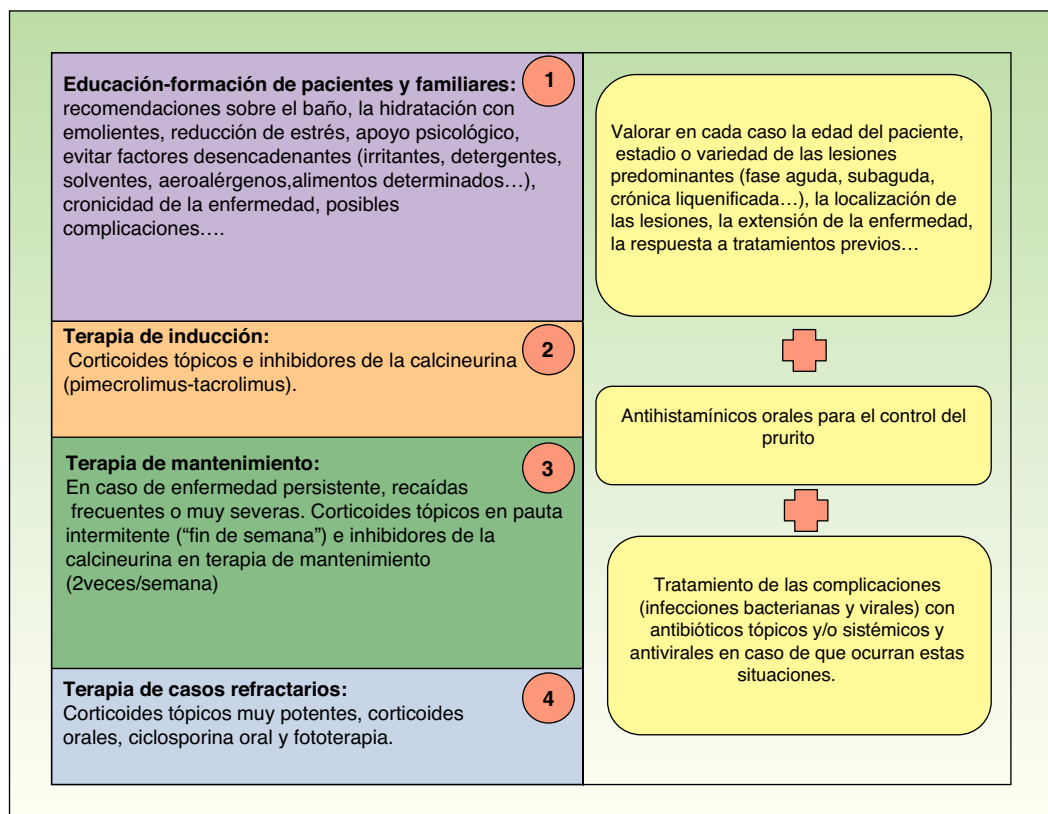 Educación-formación de pacientes y familiares:
1
recomendaciones sobre el baño, la hidratación con
emolientes, reducción de estrés, apoyo psicológico,
evitar factores desencadenantes (irritantes, detergentes,
solventes, aeroalérgenos,alimentos determinados…),
cronicidad de la enfermedad, posibles
complicaciones….
Terapia de inducción:
2
Corticoides tópicos e inhibidores de la calcineurina
(pimecrolimus-tacrolimus).
Terapia de mantenimiento:
3
En caso de enfermedad persistente, recaídas
frecuentes o muy severas. Corticoides tópicos en pauta
intermitente (“fin de semana”) e inhibidores de la
calcineurina en terapia de mantenimiento
(2veces/semana)
Terapia de casos refractarios:
4
Corticoides tópicos muy potentes, corticoides
orales, ciclosporina oral y fototerapia.
Valorar en cada caso la edad del paciente,
estadio o variedad de las lesiones
predominantes (fase aguda, subaguda,
crónica liquenificada…), la localización de
las lesiones, la extensión de la enfermedad,
la respuesta a tratamientos previos…
Antihistamínicos orales para el control del
prurito
Tratamiento de las complicaciones
(infecciones bacterianas y virales) con
antibióticos tópicos y/o sistémicos y
antivirales en caso de que ocurran estas
situaciones.